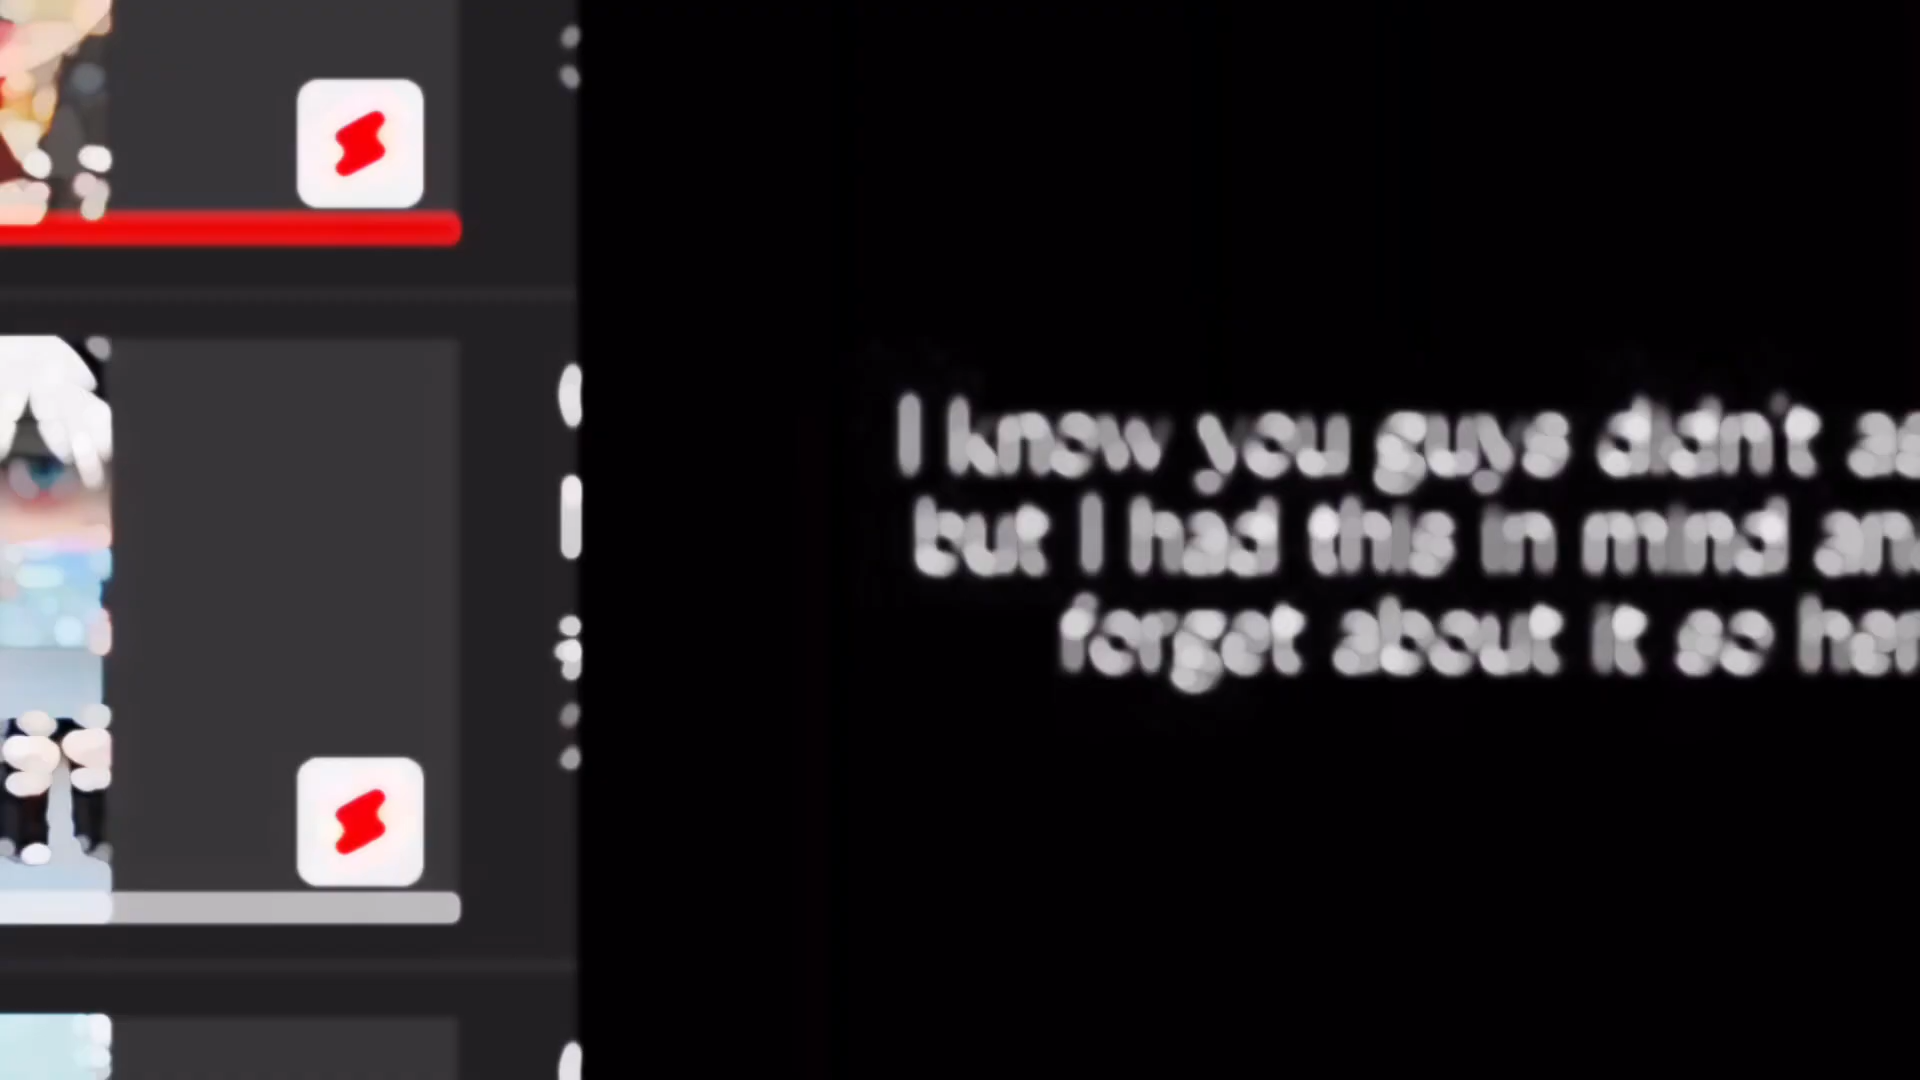 I know you guys didn't
but I had this in mind
forget about it so